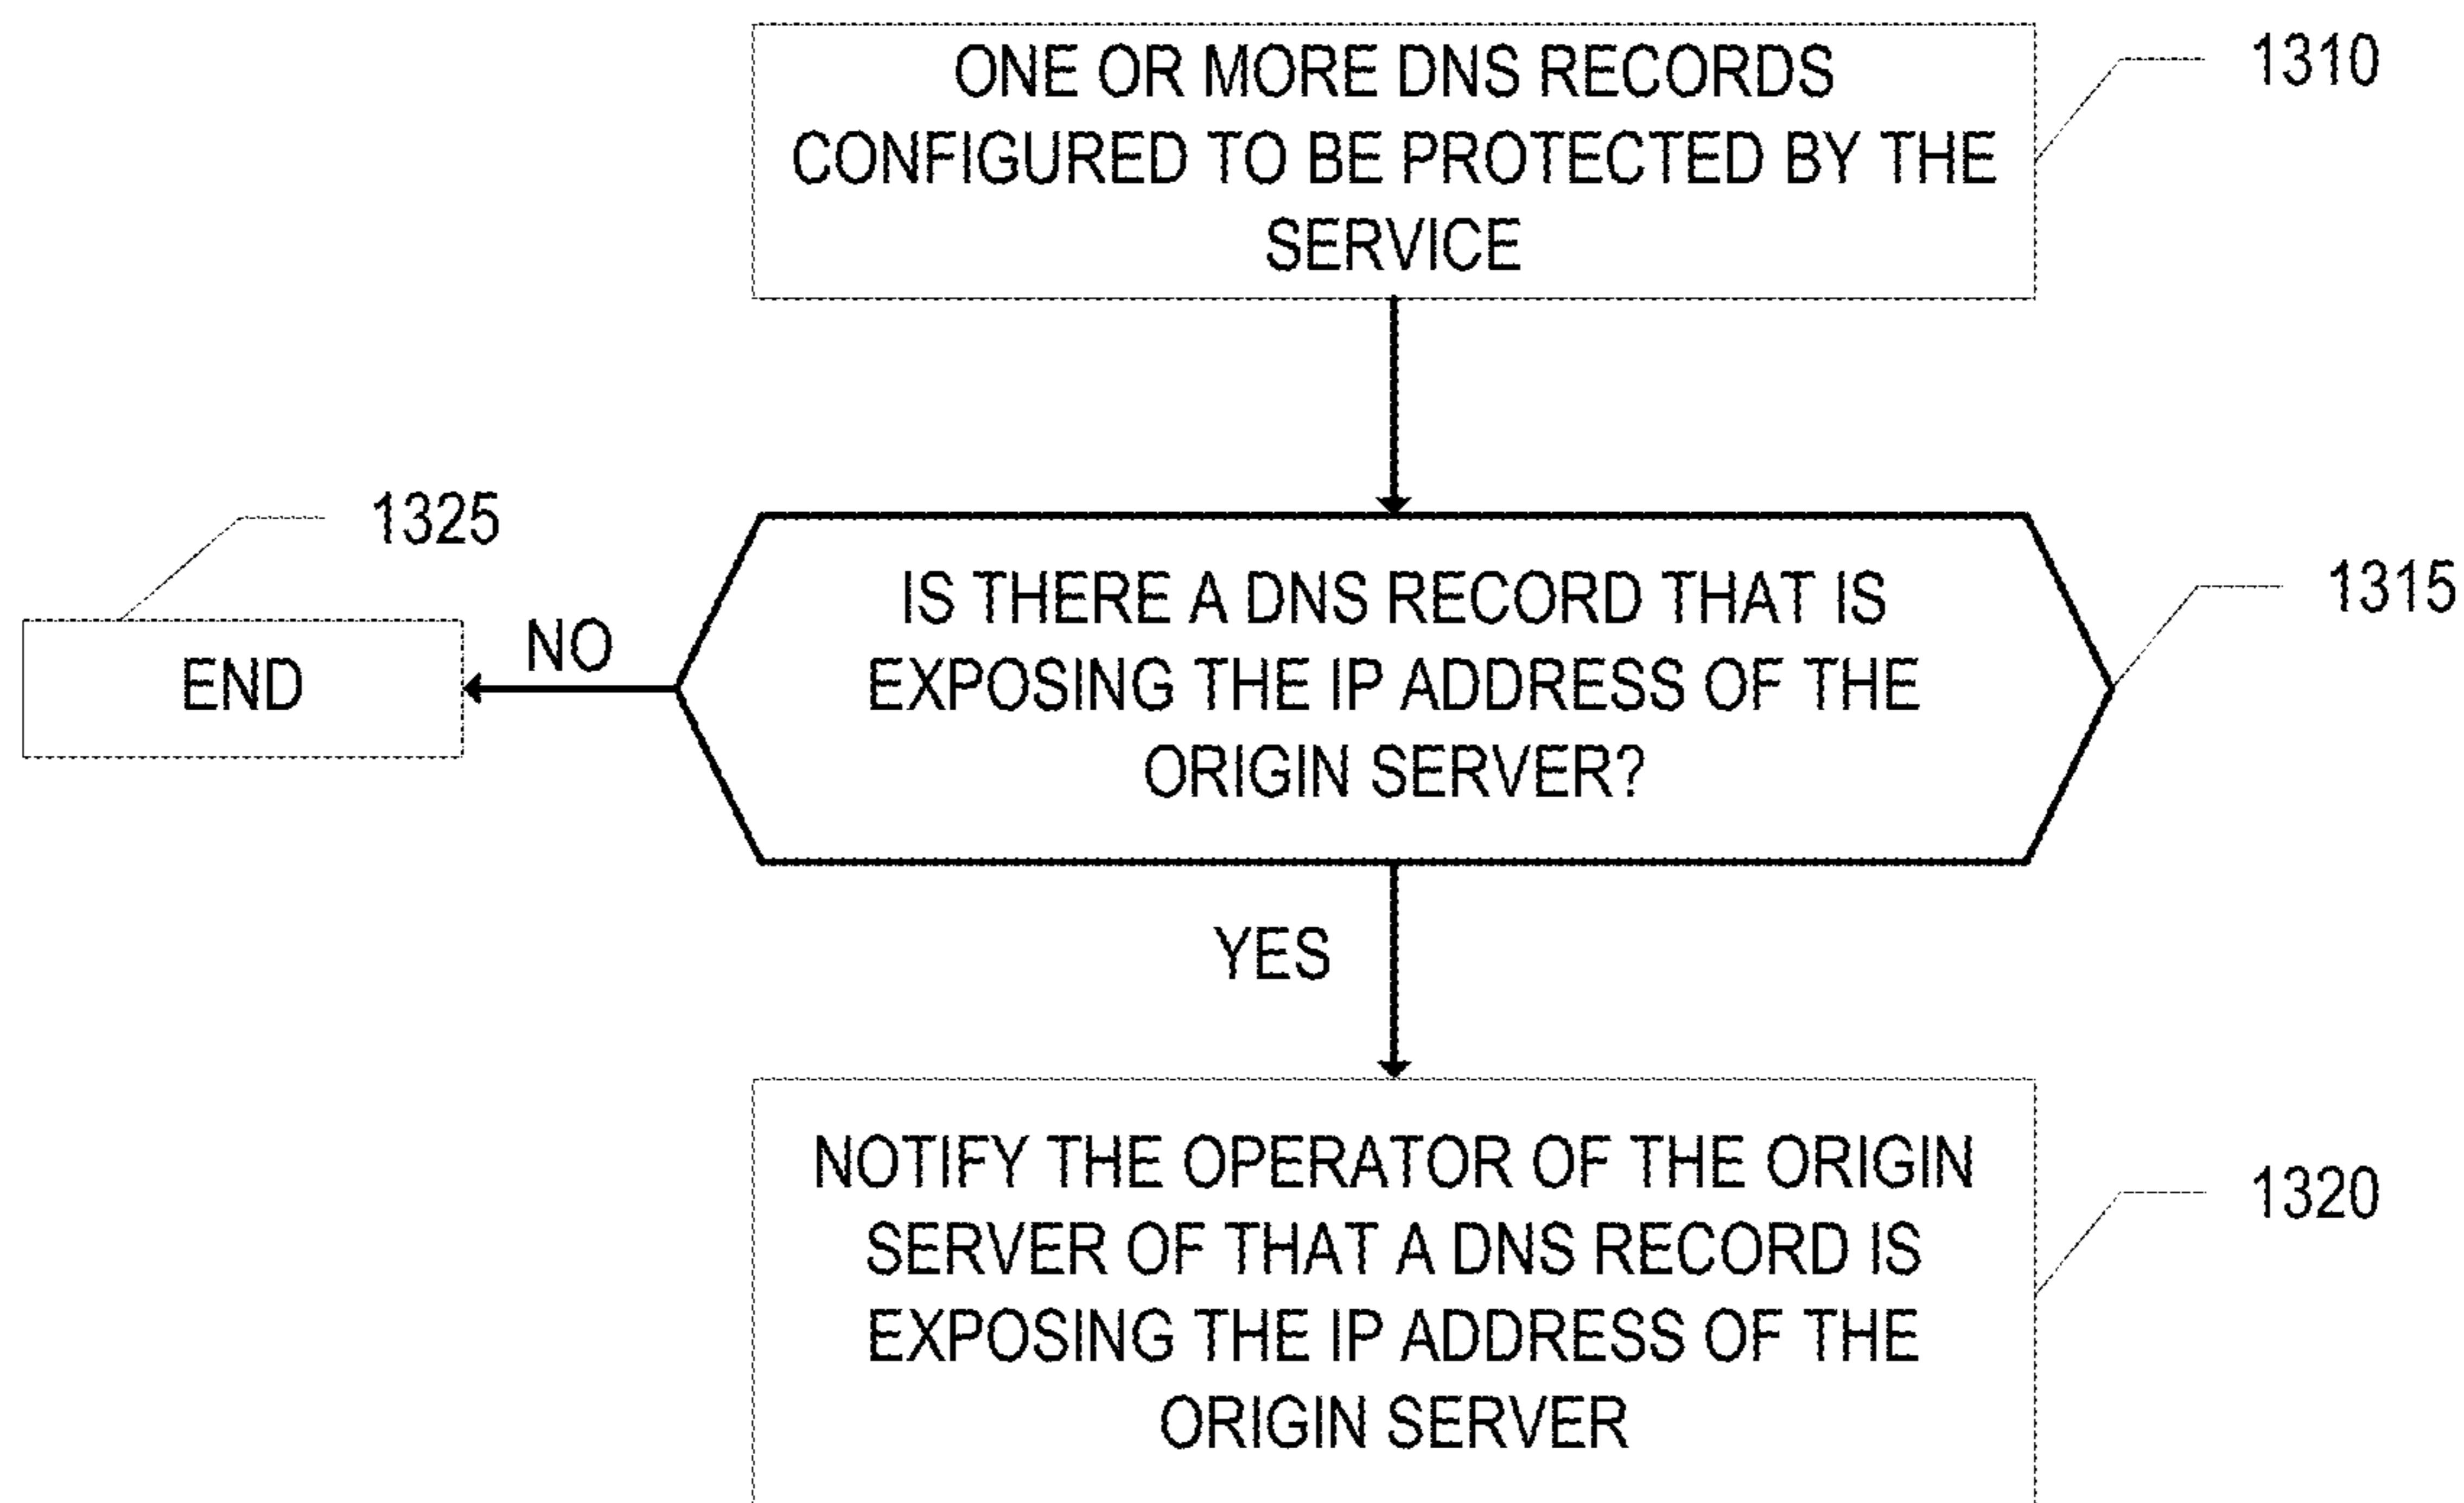 ONE OR MORE DNS RECORDS
CONFIGURED TO BE PROTECTED BY THE
SERVICE
1310
IS THERE A DNS RECORD THAT IS
EXPOSING THE IP ADDRESS OF THE
ORIGIN SERVER?
1315
NO
1325
END
YES
NOTIFY THE OPERATOR OF THE ORIGIN
SERVER OF THAT A DNS RECORD IS
EXPOSING THE IP ADDRESS OF THE
ORIGIN SERVER
1320